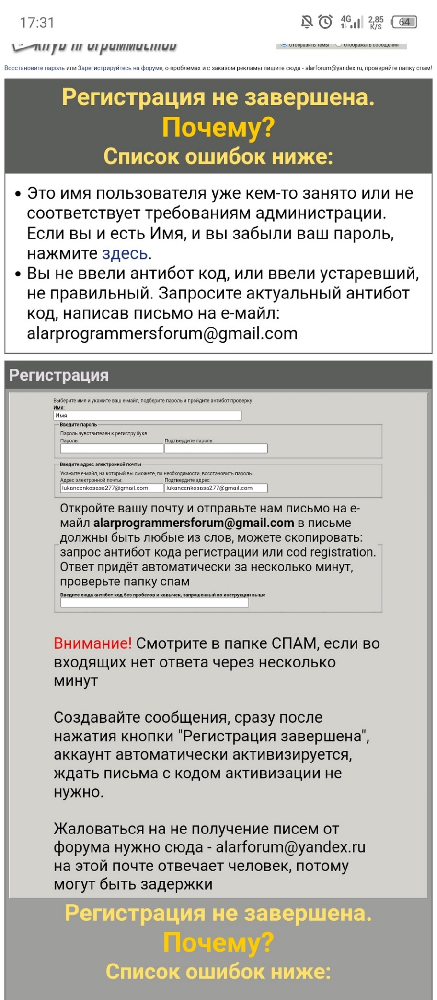 17:31
4G
2,85
K/S
64
Клуб программистов
Отобразить темы Отображать сообщения
Восстановите пароль или Зарегистрируйтесь на форуме, о проблемах и с заказом рекламы пишите сюда - alarforum@yandex.ru, проверяйте папку спам!
Регистрация не завершена.
Почему?
Список ошибок ниже:
• Это имя пользователя уже кем-то занято или не
соответствует требованиям администрации.
Если вы и есть Имя, и вы забыли ваш пароль,
нажмите здесь.
• Вы не ввели антибот код, или ввели устаревший,
не правильный. Запросите актуальный антибот
код, написав письмо на е-майл:
alarprogrammersforum@gmail.com
Регистрация
Выберите имя и укажите ваш е-майл, подберите пароль и пройдите антибот проверку
Имя:
Имя
Введите пароль
Пароль чувствителен к регистру букв
Пароль: Подтвердите пароль:
Введите адрес электронной почты
Укажите е-майл, на который вы сможете, по необходимости, восстановить пароль.
Адрес электронной почты: Подтвердите адрес:
lukancenkosasa277@gmail.com lukancenkosasa277@gmail.com
Откройте вашу почту и отправьте нам письмо на е-
майл alarprogrammersforum@gmail.com в письме
должны быть любые из слов, можете скопировать:
запрос антибот кода регистрации или cod registration.
Ответ придёт автоматически за несколько минут,
проверьте папку спам
Введите сюда антибот код без пробелов и кавычек, запрошенный по инструкции выше
Внимание! Смотрите в папке СПАМ, если во
входящих нет ответа через несколько
минут
Создавайте сообщения, сразу после
нажатия кнопки "Регистрация завершена",
аккаунт автоматически активизируется,
ждать письма с кодом активизации не
нужно.
Жаловаться на не получение писем от
форума нужно сюда - alarforum@yandex.ru
на этой почте отвечает человек, потому
могут быть задержки
Регистрация не завершена.
Почему?
Список ошибок ниже: